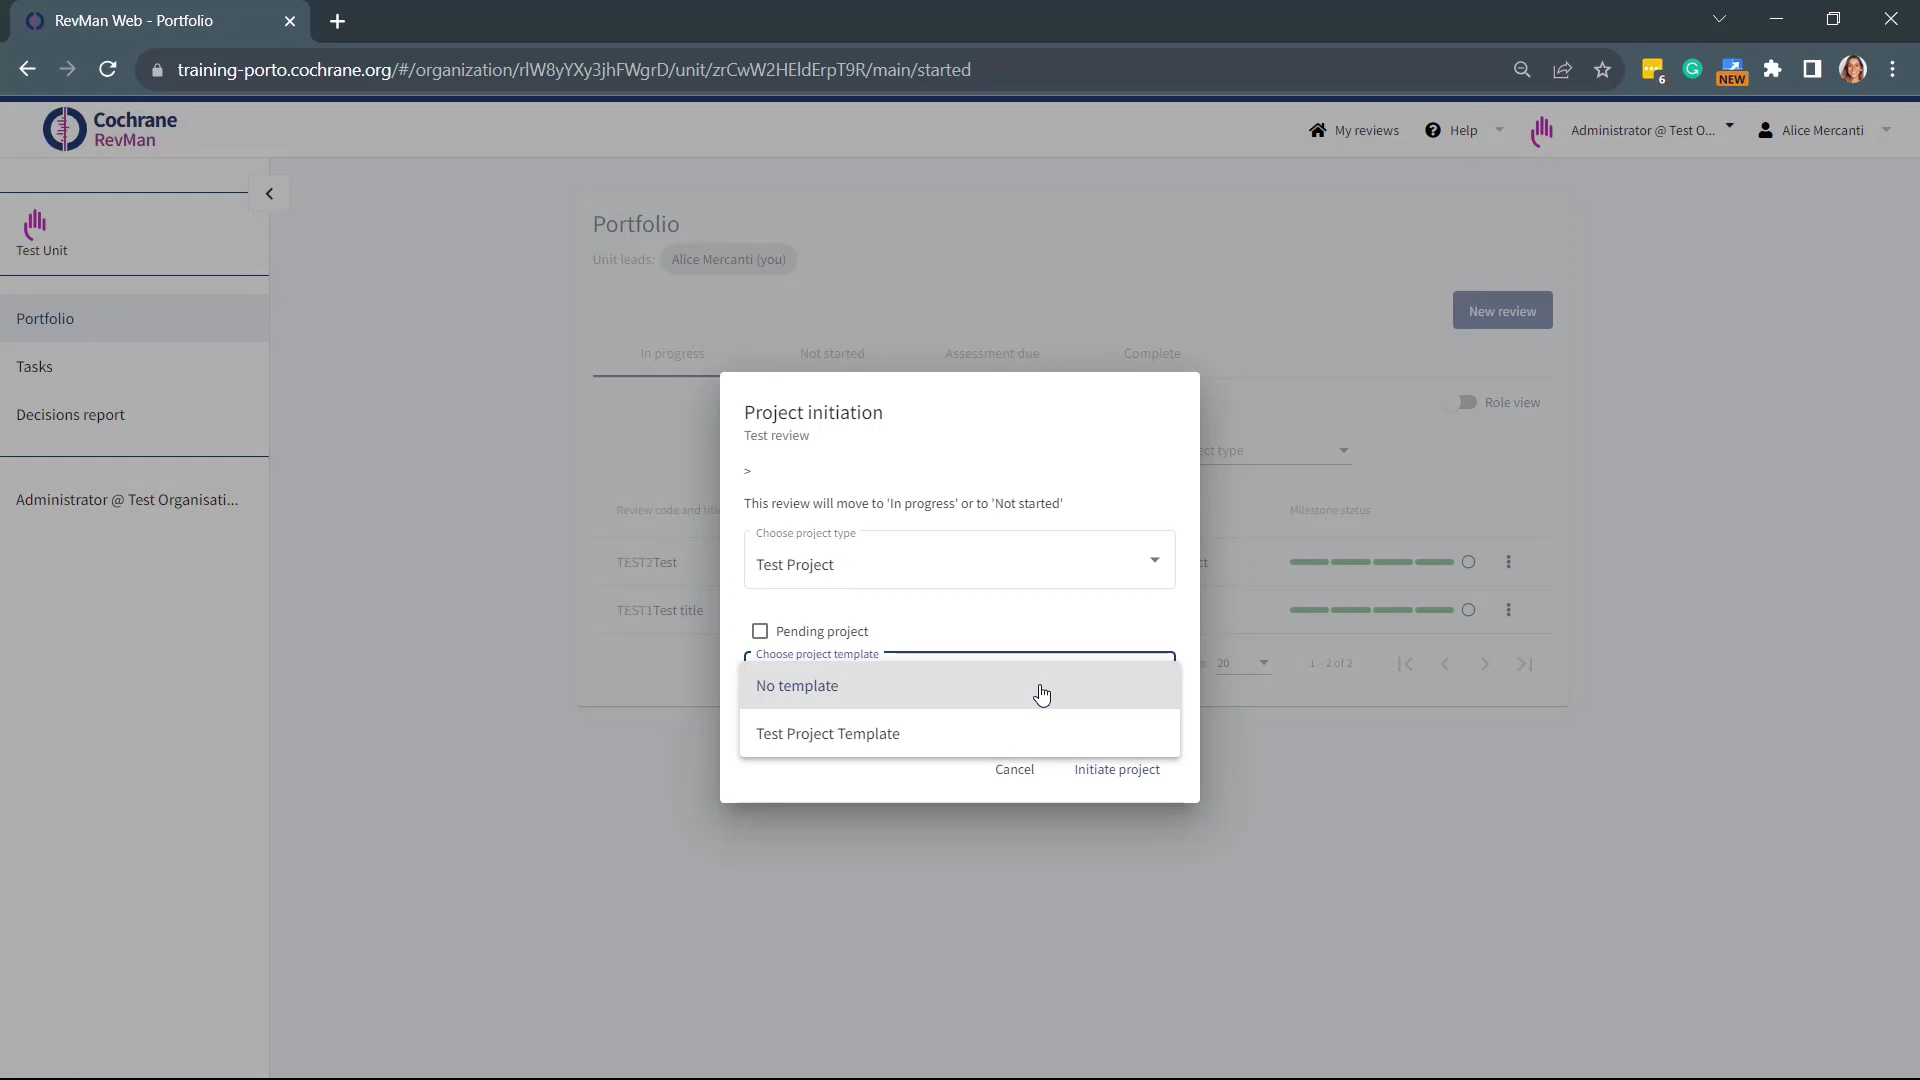 RevMan Web - Portfolio
training-porto.cochrane.org/#/organization/rlW8yYXy3jhFWgrD/unit/zrCwW2HEldErpT9R/main/started
6
NEW
Cochrane
RevMan
My reviews
Help
Administrator @ Test O...
Alice Mercanti
Test Unit
Portfolio
Tasks
Decisions report
Administrator @ Test Organisati...
Portfolio
Unit leads: Alice Mercanti (you)
New review
In progress
Not started
Assessment due
Complete
Role view
ect type
Review code and titl
Milestone status
TEST2Test
ct
TEST1Test title
20
1 - 2 of 2
Project initiation
Test review
>
This review will move to 'In progress' or to 'Not started'
Choose project type
Test Project
Pending project
Choose project template
No template
Test Project Template
Cancel
Initiate project